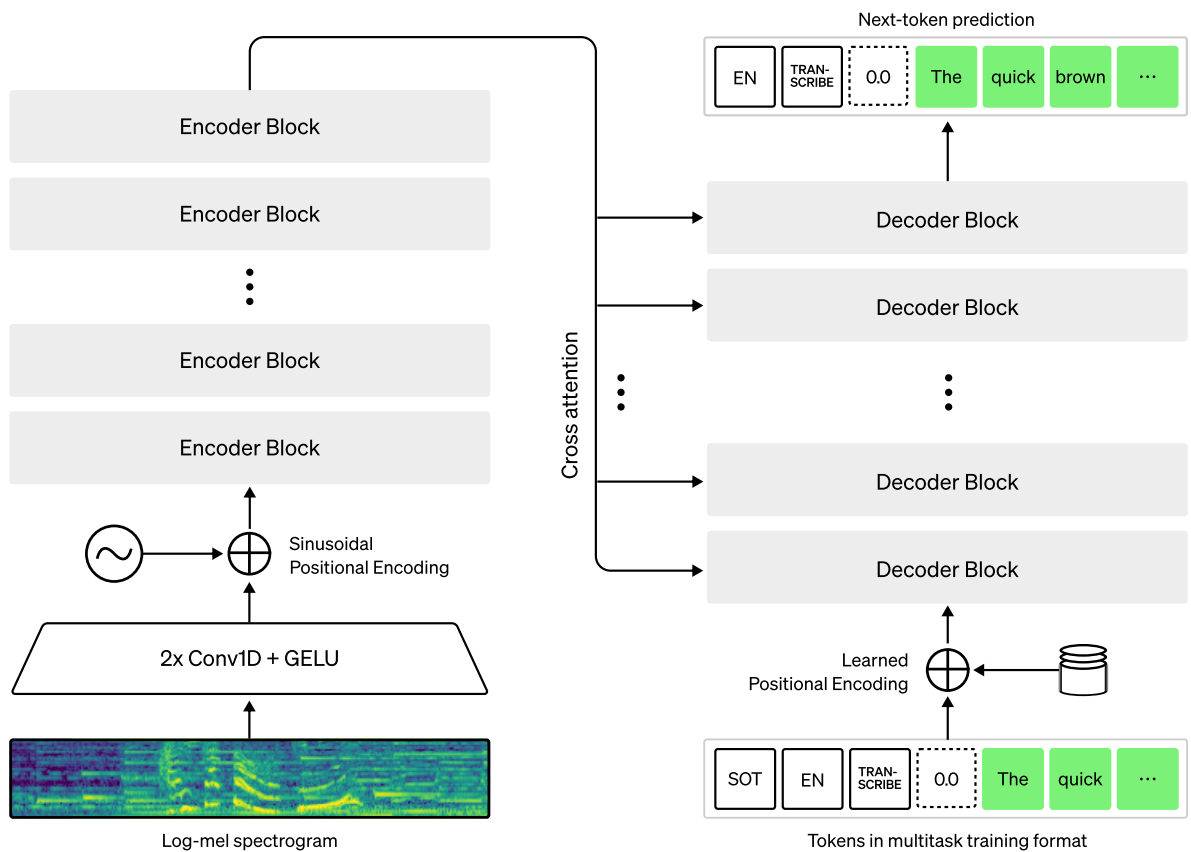 Next-token prediction
EN TRAN-
SCRIBE 0.0 The quick brown ...
Encoder Block
Encoder Block
Encoder Block
Encoder Block
Sinusoidal
Positional Encoding
2x Conv1D + GELU
Log-mel spectrogram
Cross attention
Decoder Block
Decoder Block
Decoder Block
Decoder Block
Learned
Positional Encoding
SOT EN TRAN-
SCRIBE 0.0 The quick ...
Tokens in multitask training format